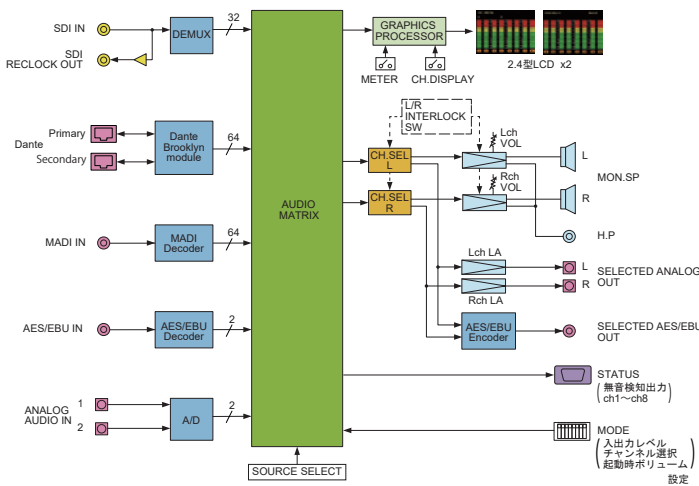 SDI IN
SDI
RECLOCK OUT
DEMUX
32
GRAPHICS
PROCESSOR
METER
CH.DISPLAY
2.4型LCD x2
Dante
Primary
Secondary
Dante
Brooklyn
module
64
L/R
INTERLOCK
SW
Lch
VOL
Rch
VOL
CH.SEL
L
CH.SEL
R
L
MON.SP
R
H.P
AUDIO
MATRIX
MADI IN
MADI
Decoder
64
Lch LA
Rch LA
L
R
SELECTED ANALOG
OUT
AES/EBU IN
AES/EBU
Decoder
2
AES/EBU
Encoder
SELECTED AES/EBU
OUT
ANALOG
AUDIO IN
1
2
A/D
2
STATUS
(無音検知出力
ch1～ch8)
MODE
(入出力レベル
チャンネル選択
起動時ボリューム)
設定
SOURCE SELECT